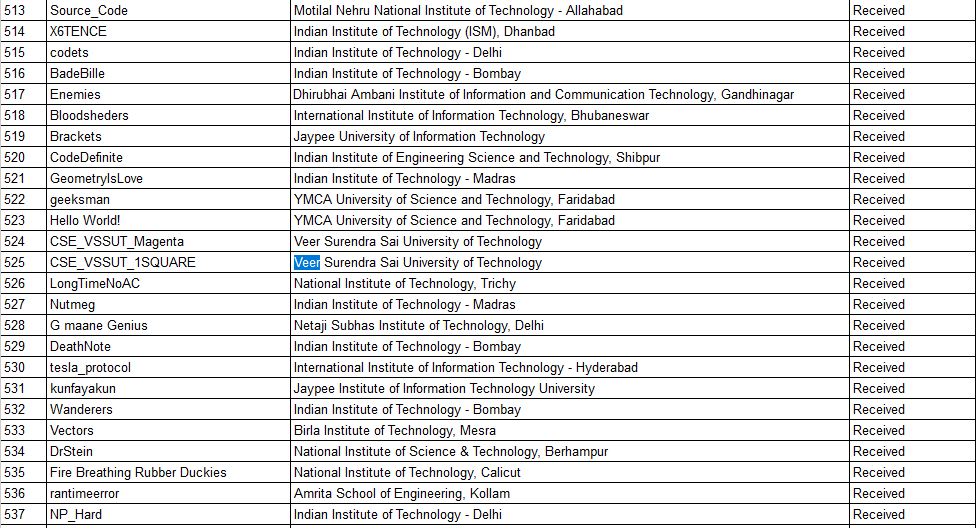 513 Source_Code Motilal Nehru National Institute of Technology - Allahabad Received
514 X6TENCE Indian Institute of Technology (ISM), Dhanbad Received
515 codets Indian Institute of Technology - Delhi Received
516 BadeBille Indian Institute of Technology - Bombay Received
517 Enemies Dhirubhai Ambani Institute of Information and Communication Technology, Gandhinagar Received
518 Bloodsheders International Institute of Information Technology, Bhubaneswar Received
519 Brackets Jaypee University of Information Technology Received
520 CodeDefinite Indian Institute of Engineering Science and Technology, Shibpur Received
521 GeometryIsLove Indian Institute of Technology - Madras Received
522 geeksman YMCA University of Science and Technology, Faridabad Received
523 Hello World! YMCA University of Science and Technology, Faridabad Received
524 CSE_VSSUT_Magenta Veer Surendra Sai University of Technology Received
525 CSE_VSSUT_1SQUARE Veer Surendra Sai University of Technology Received
526 LongTimeNoAC National Institute of Technology, Trichy Received
527 Nutmeg Indian Institute of Technology - Madras Received
528 G maane Genius Netaji Subhas Institute of Technology, Delhi Received
529 DeathNote Indian Institute of Technology - Bombay Received
530 tesla_protocol International Institute of Information Technology - Hyderabad Received
531 kunfayakun Jaypee Institute of Information Technology University Received
532 Wanderers Indian Institute of Technology - Bombay Received
533 Vectors Birla Institute of Technology, Mesra Received
534 DrStein National Institute of Science & Technology, Berhampur Received
535 Fire Breathing Rubber Duckies National Institute of Technology, Calicut Received
536 rantimeerror Amrita School of Engineering, Kollam Received
537 NP_Hard Indian Institute of Technology - Delhi Received